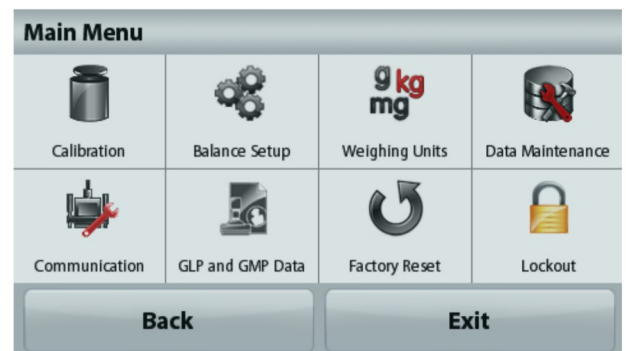 Main Menu
g kg
mg
Calibration Balance Setup Weighing Units Data Maintenance
Communication GLP and GMP Data Factory Reset Lockout
Back Exit